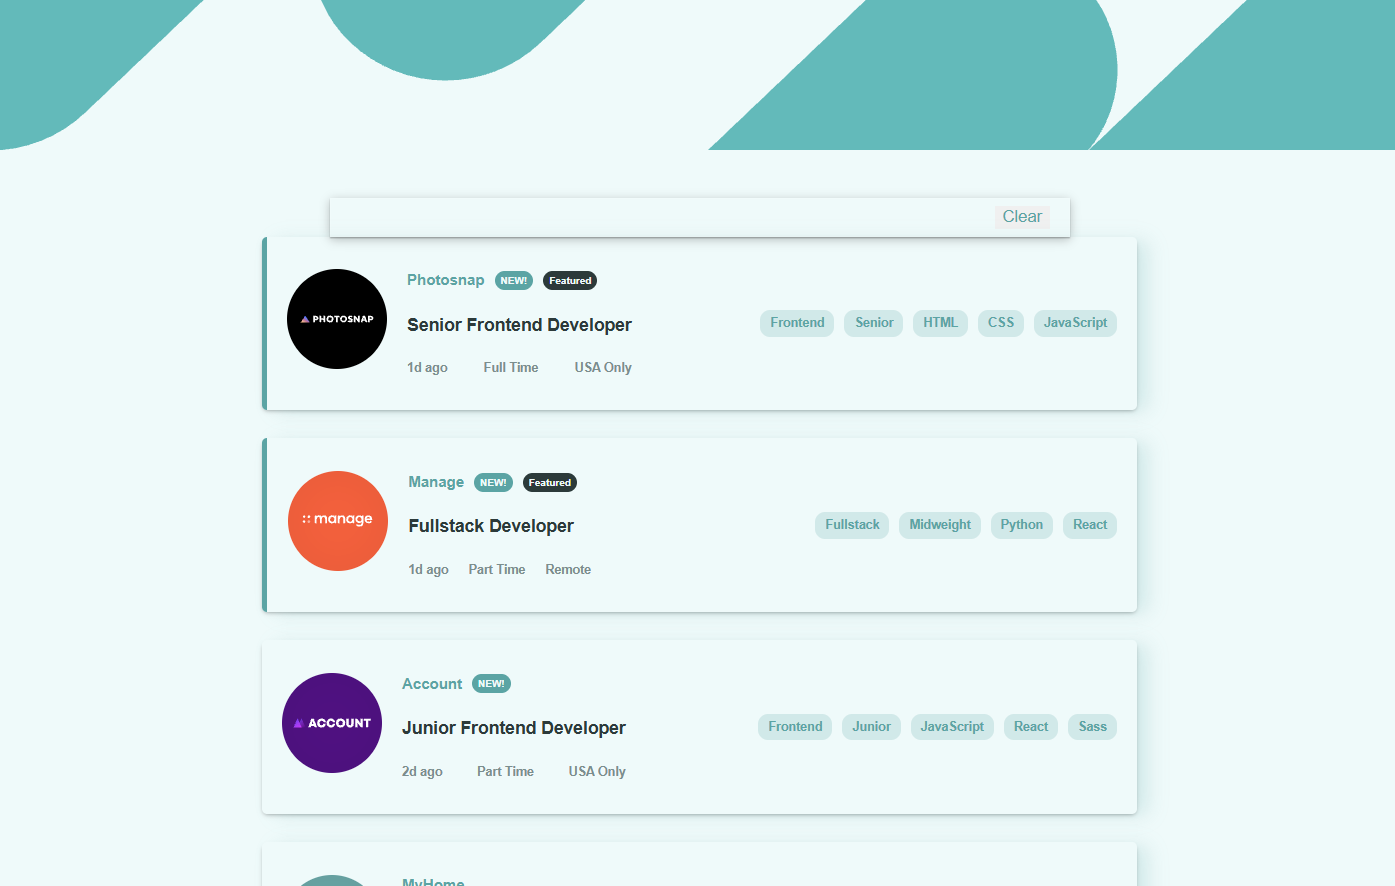 Clear
PHOTOSNAP
Photosnap NEW! Featured
Senior Frontend Developer
1d ago Full Time USA Only
Frontend Senior HTML CSS JavaScript
manage
Manage NEW! Featured
Fullstack Developer
1d ago Part Time Remote
Fullstack Midweight Python React
ACCOUNT
Account NEW!
Junior Frontend Developer
2d ago Part Time USA Only
Frontend Junior JavaScript React Sass
MyHome